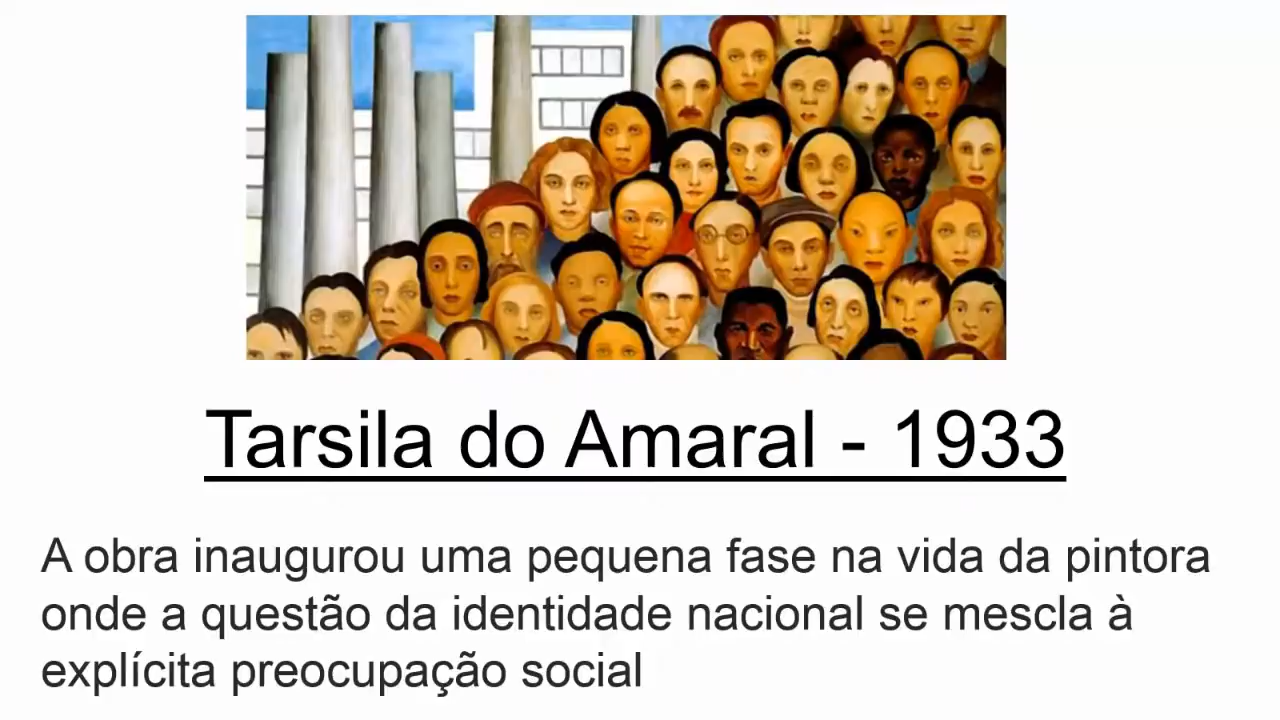 Tarsila do Amaral - 1933
A obra inaugurou uma pequena fase na vida da pintora
onde a questão da identidade nacional se mescla à
explícita preocupação social